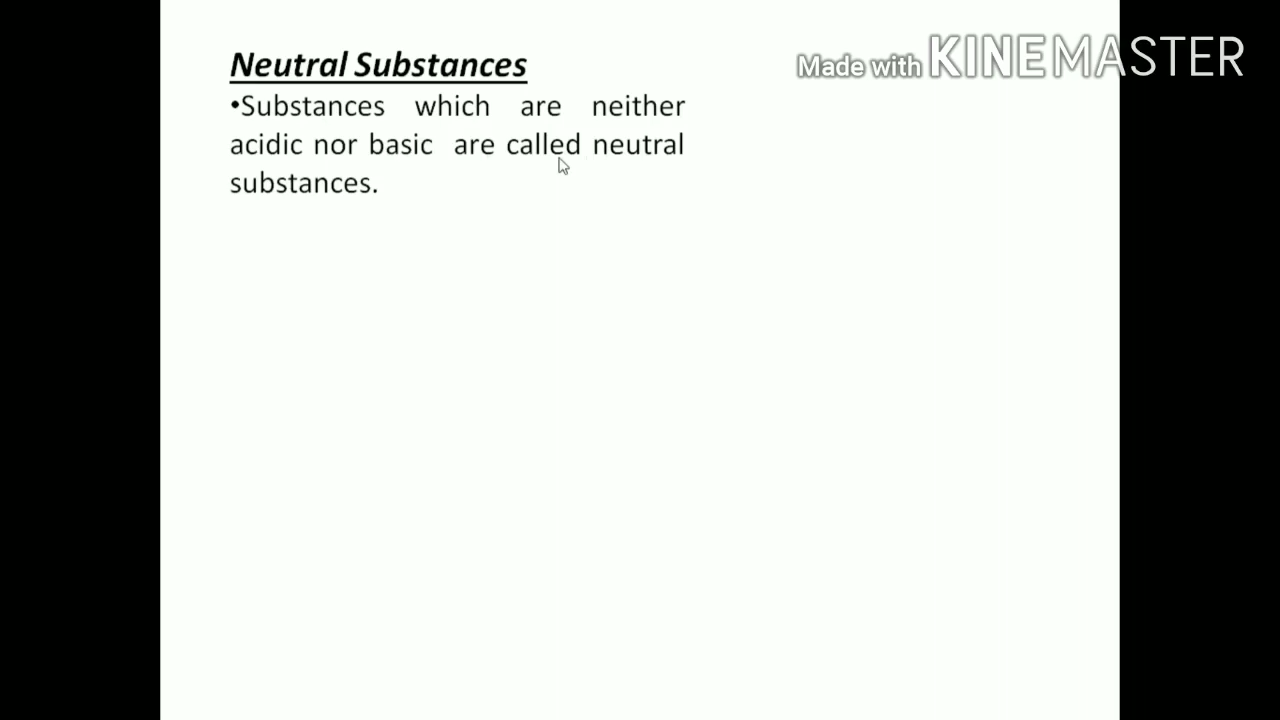 Neutral Substances
Made with KINEMASTER
•Substances which are neither
acidic nor basic are called neutral
substances.